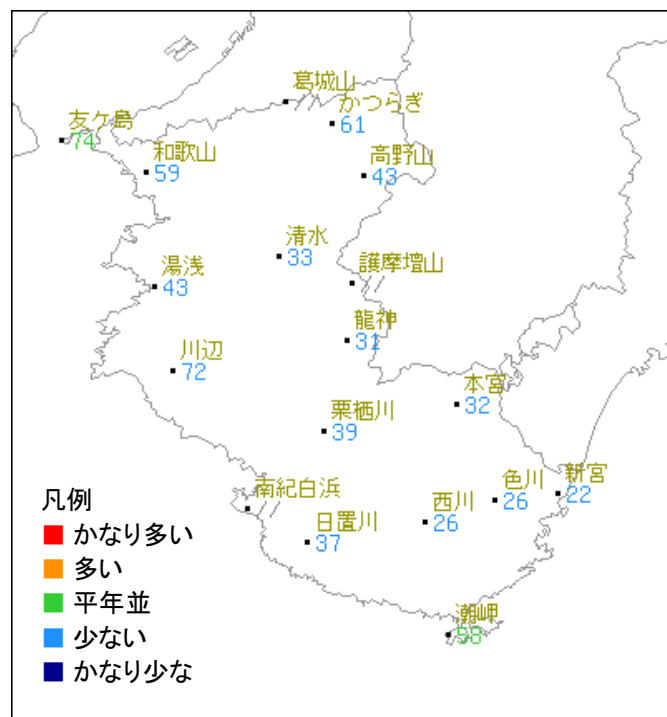 葛城山
かつらぎ
61
友ケ島
74
和歌山
59
高野山
43
清水
33
護摩壇山
湯浅
43
龍神
31
川辺
72
本宮
32
栗栖川
39
南紀白浜
色川
26
新宮
22
西川
26
日置川
37
潮岬
58
凡例
かなり多い
多い
平年並
少ない
かなり少な